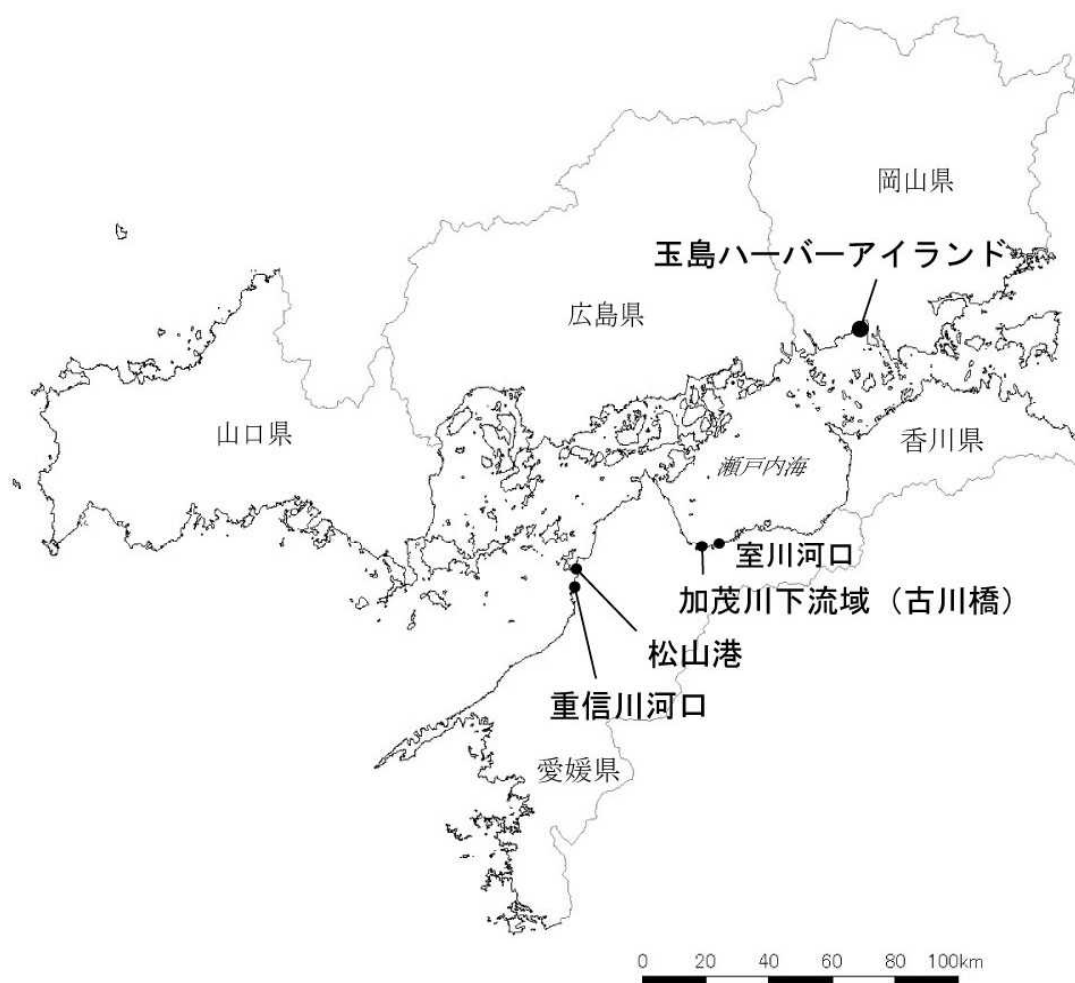 岡山県
玉島ハーバーアイランド
広島県
山口県
香川県
瀬戸内海
室川河口
加茂川下流域（古川橋）
松山港
重信川河口
愛媛県
0 20 40 60 80 100km